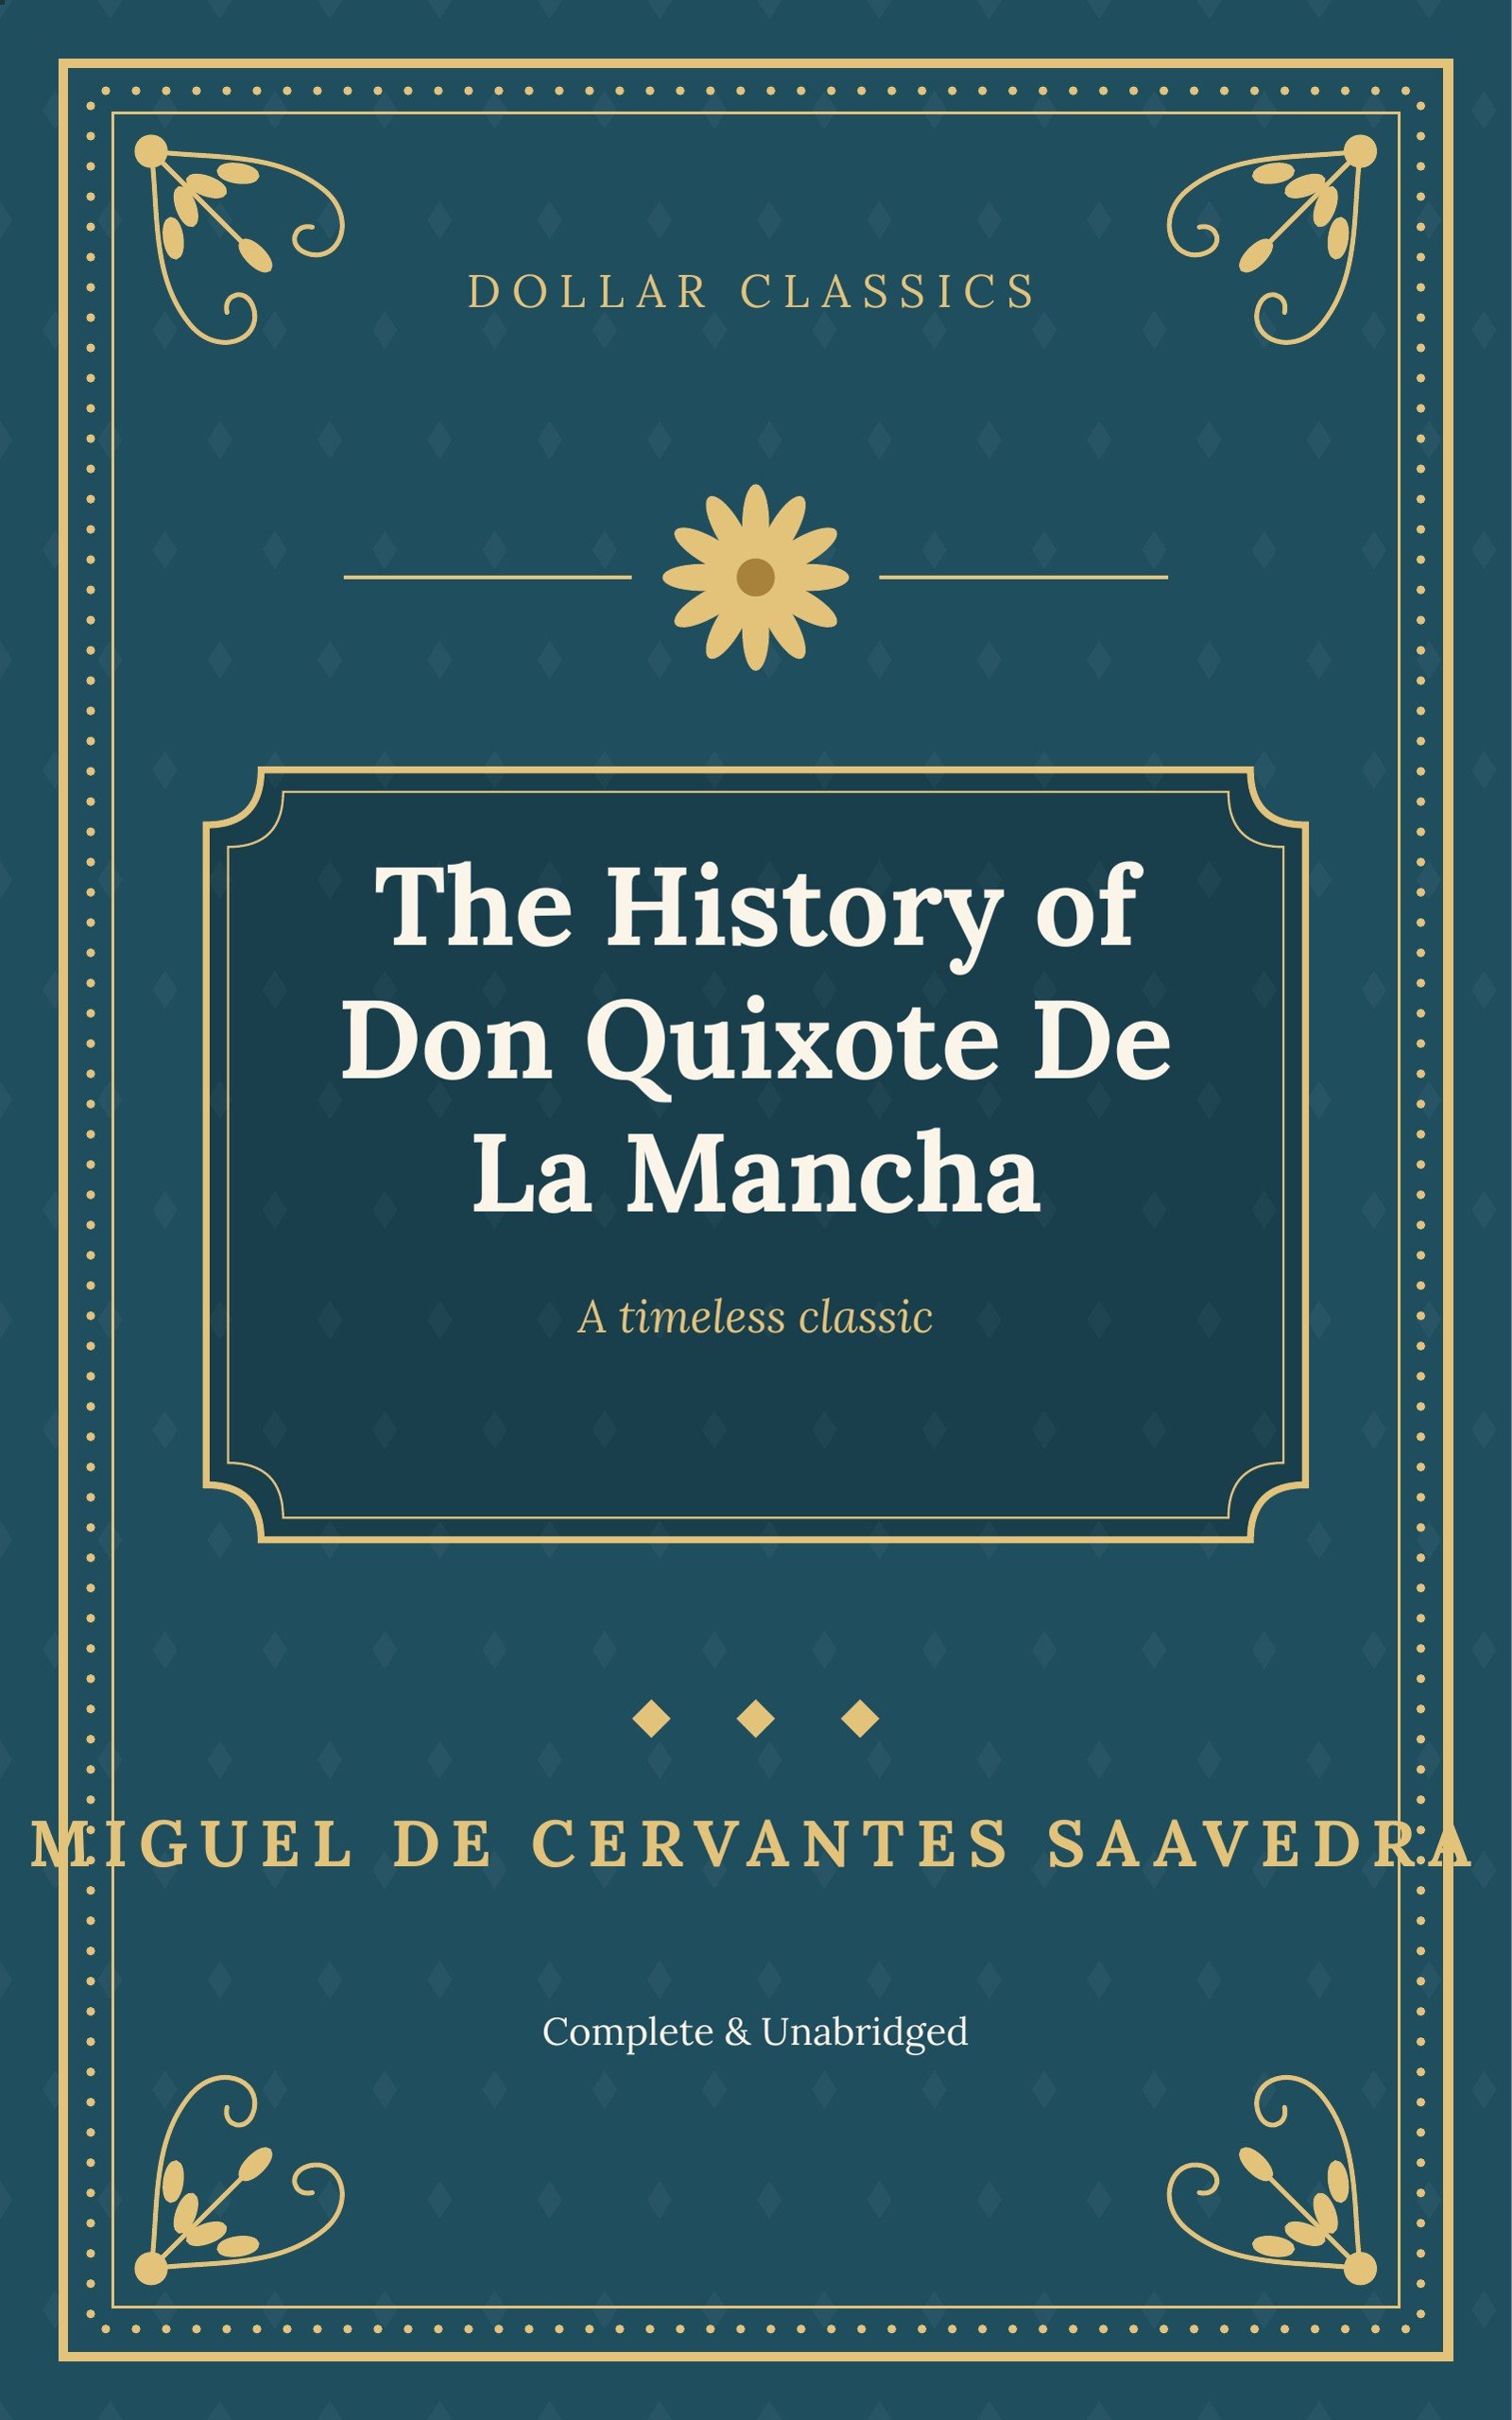 DOLLAR CLASSICS
The History of
Don Quixote De
La Mancha
A timeless classic
MIGUEL DE CERVANTES SAAVEDRA
Complete & Unabridged